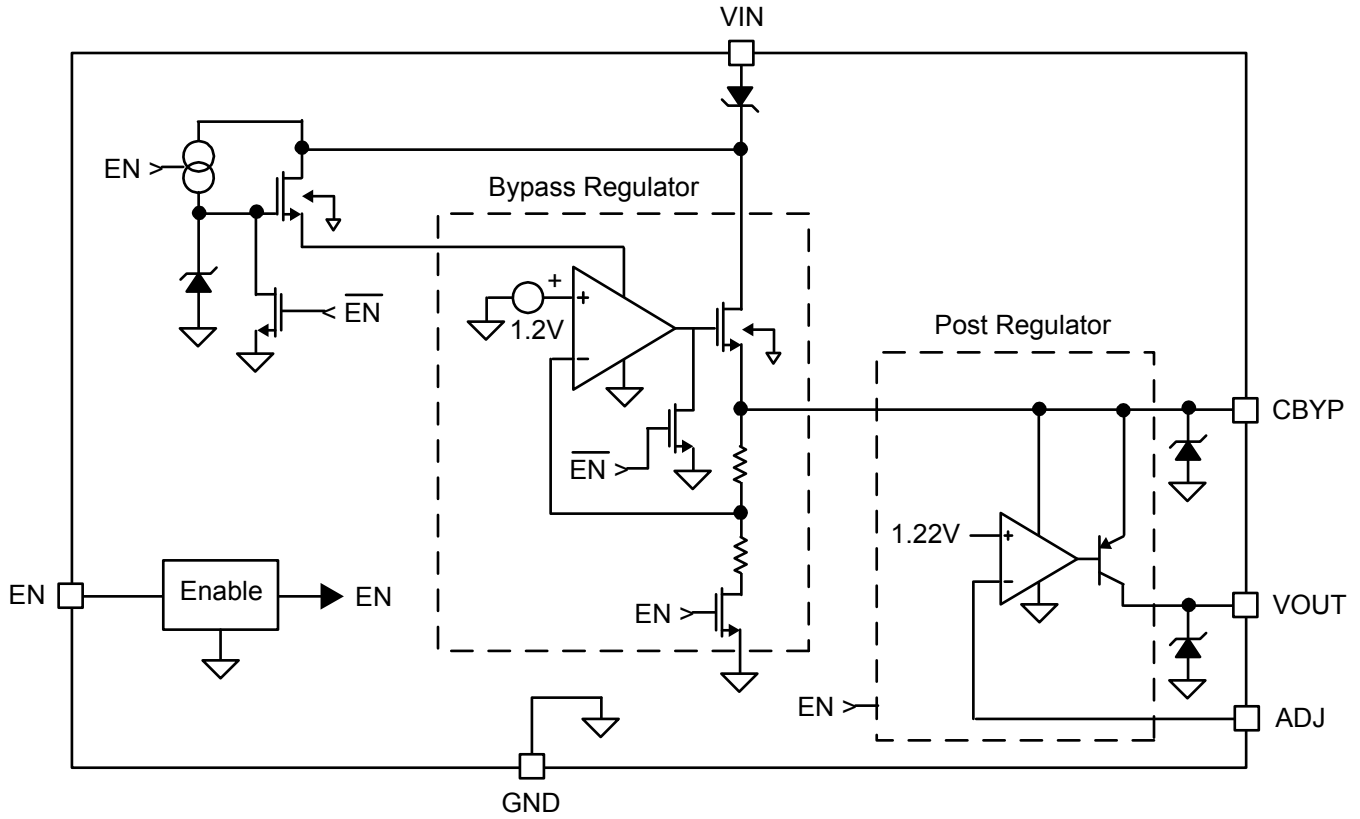 VIN
EN >
Bypass Regulator
+
< E̅N̅
+
1.2V
−
Post Regulator
CBYP
E̅N̅ >
1.22V
+
−
EN
Enable
EN
EN >
VOUT
EN >
ADJ
GND